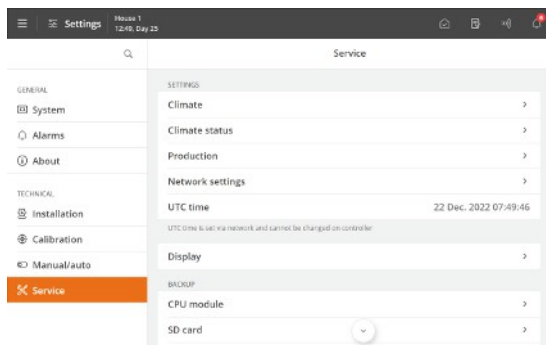 Settings
House 1
12:49, Day 25
Service
GENERAL
System
Alarms
About
TECHNICAL
Installation
Calibration
Manual/auto
Service
SETTINGS
Climate
Climate status
Production
Network settings
UTC time 22 Dec. 2022 07:49:46
UTC time is set via network and cannot be changed on controller
Display
BACKUP
CPU module
SD card